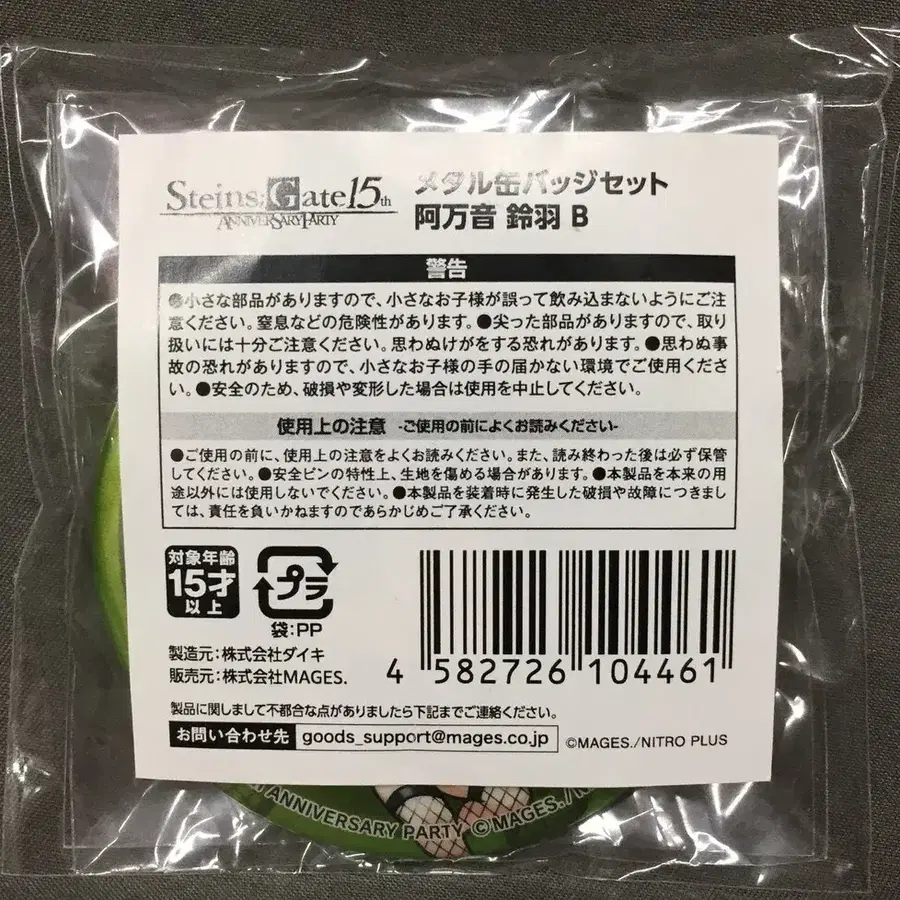 Steins;Gate 15th
ANNIVERSARY PARTY
メタル缶バッジセット
阿万音 鈴羽 B
警告
●小さな部品がありますので、小さなお子様が誤って飲み込まないようにご注
意ください。窒息などの危険性があります。●尖った部品がありますので、取り
扱いには十分ご注意ください。思わぬけがをする恐れがあります。●思わぬ事
故の恐れがありますので、小さなお子様の手の届かない環境でご使用くださ
い。●安全のため、破損や変形した場合は使用を中止してください。
使用上の注意 -ご使用の前によくお読みください-
●ご使用の前に、使用上の注意をよくお読みください。また、読み終わった後は必ず保管
してください。●安全ピンの特性上、生地を傷める場合があります。●本製品を本来の用
途以外には使用しないでください。●本製品を装着時に発生した破損や故障につきまし
ては、責任を負いかねますのであらかじめご了承ください。
対象年齢
15才
以上
プラ
袋:PP
製造元:株式会社ダイキ
販売元:株式会社MAGES.
4 582726 104461
製品に関しまして不都合な点がありましたら下記までご連絡ください。
お問い合わせ先 goods_support@mages.co.jp
©MAGES./NITRO PLUS
ANNIVERSARY PARTY ©MAGES./